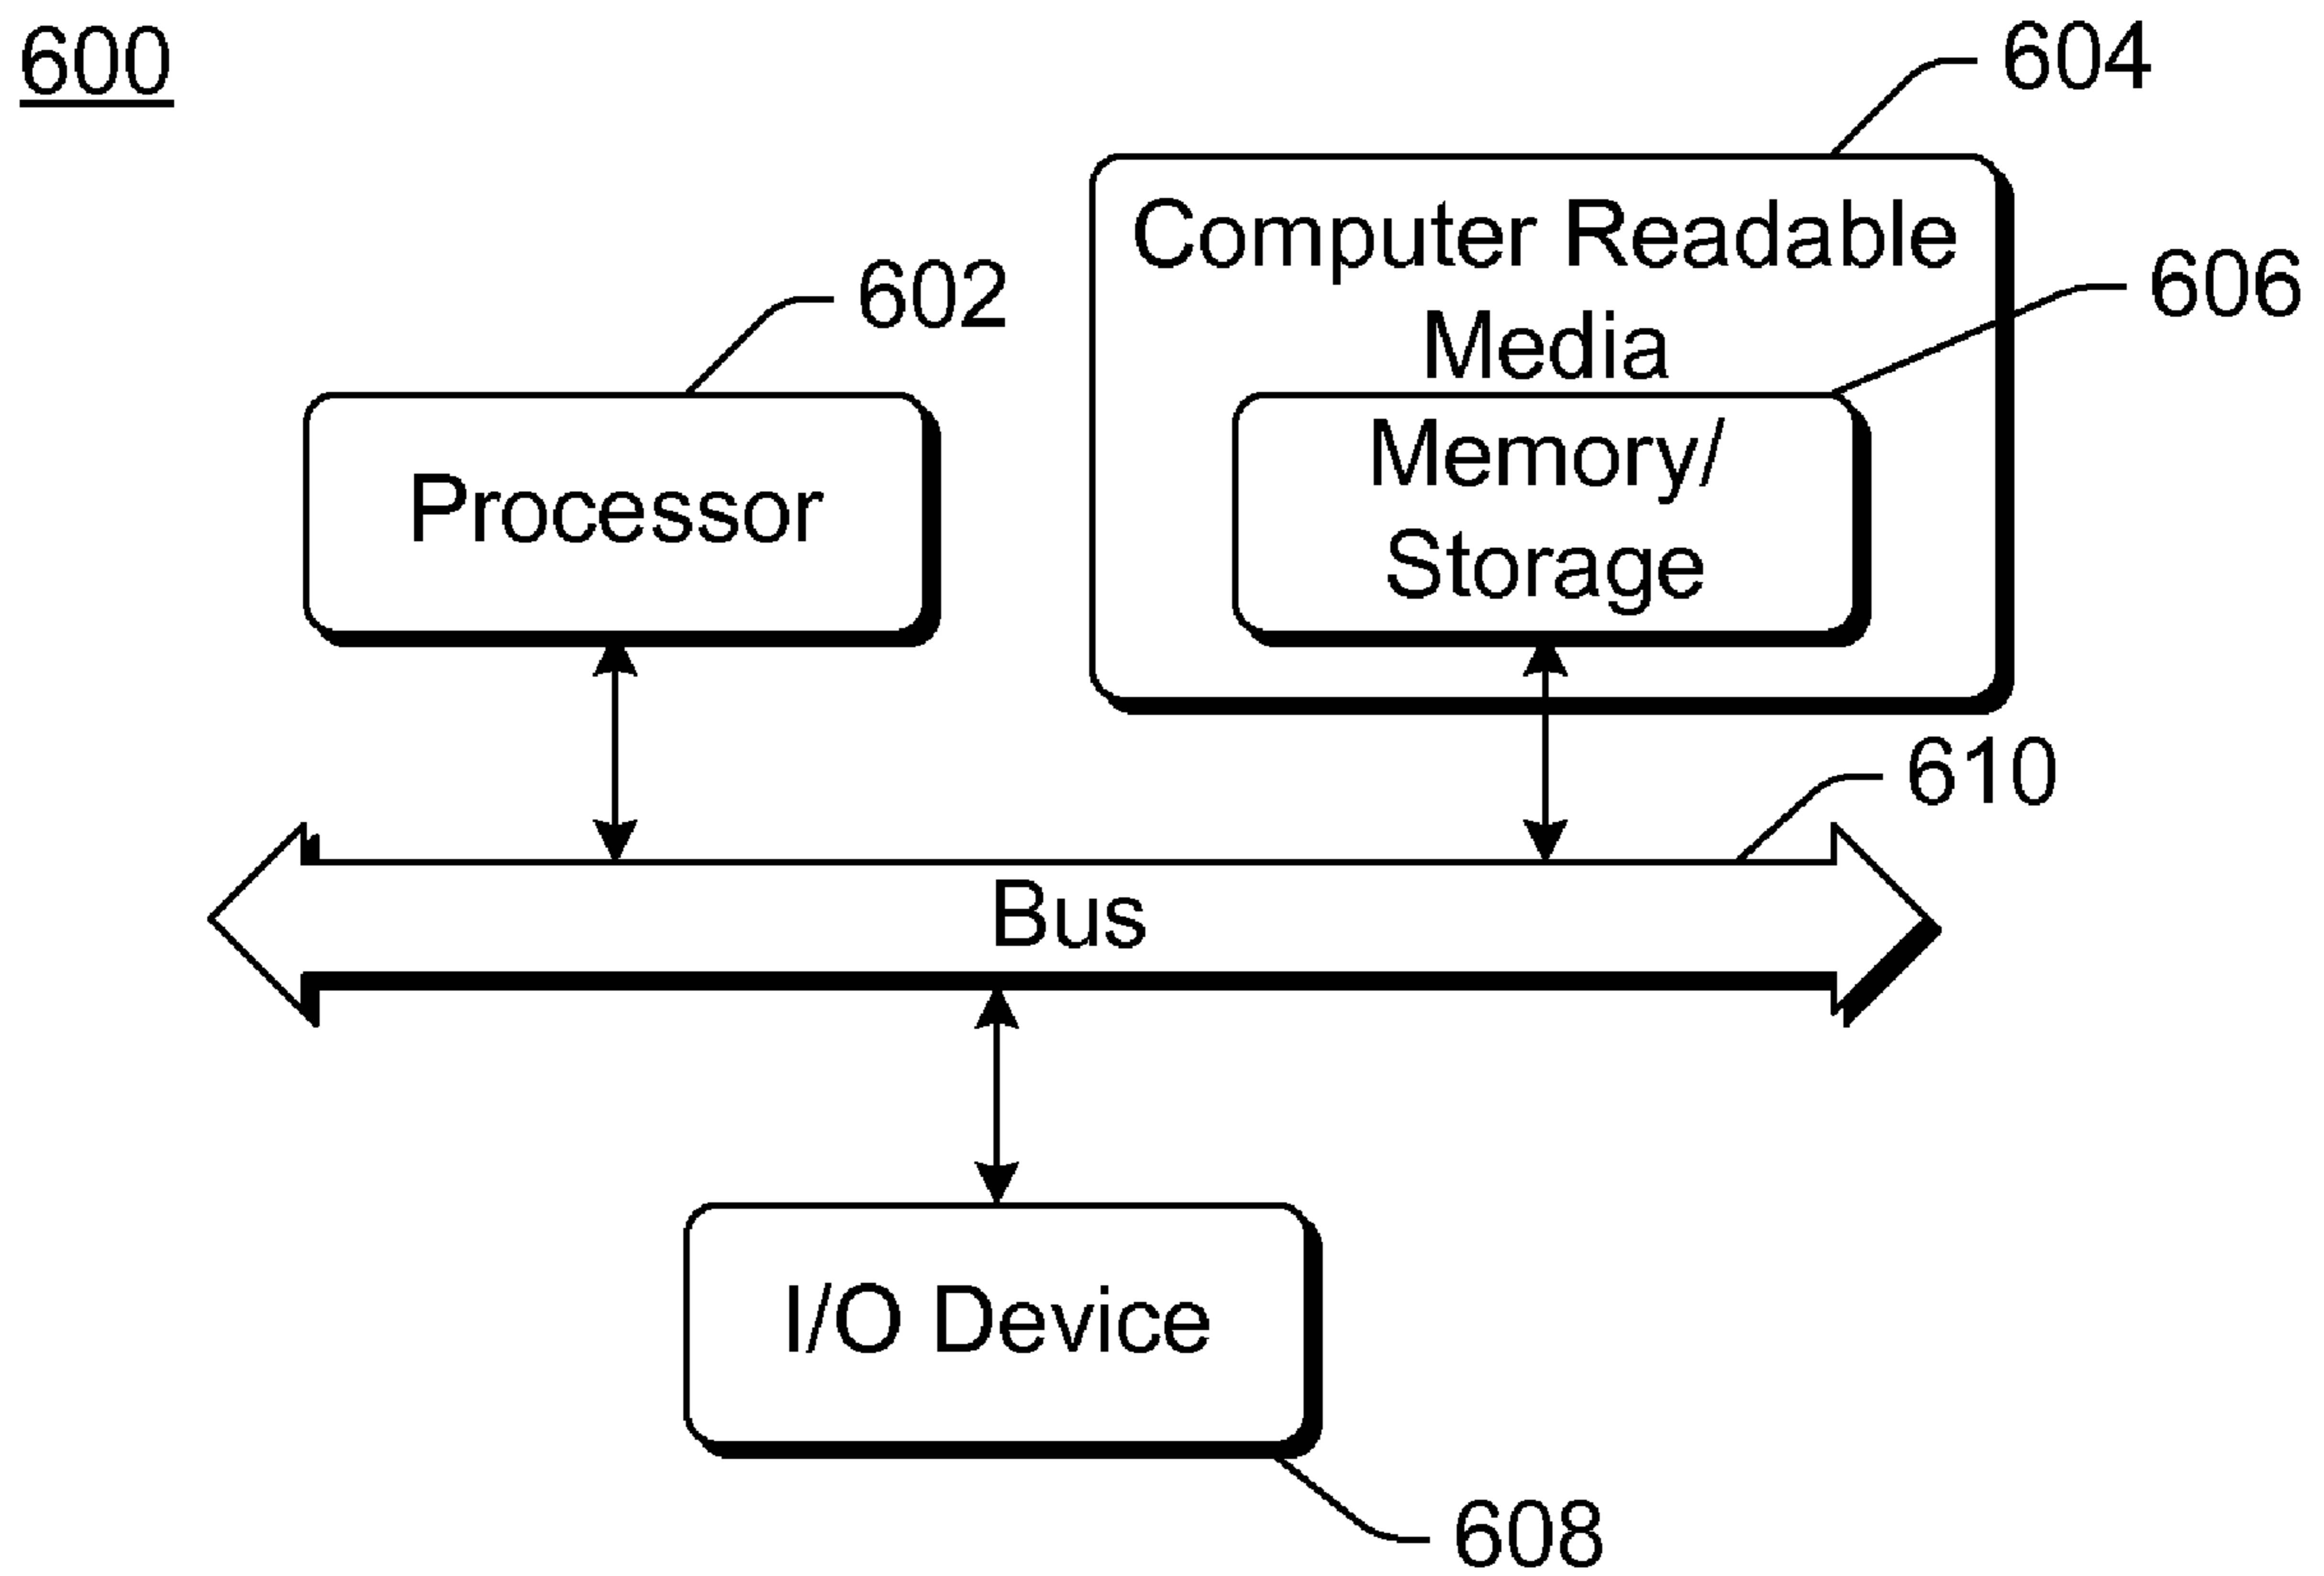 600
604
Computer Readable
Media
606
602
Memory/
Storage
Processor
610
Bus
I/O Device
608